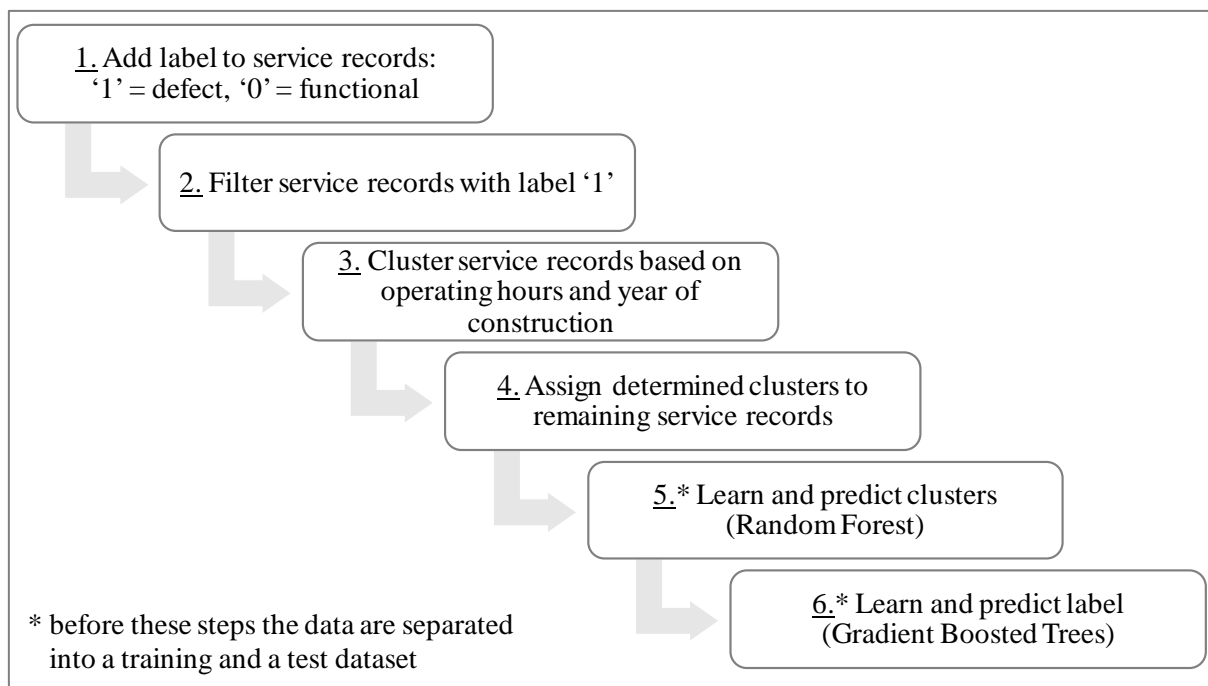 1. Add label to service records:
‘1’ = defect, ‘0’ = functional
2. Filter service records with label ‘1’
3. Cluster service records based on
operating hours and year of
construction
4. Assign determined clusters to
remaining service records
5.* Learn and predict clusters
(Random Forest)
6.* Learn and predict label
(Gradient Boosted Trees)
* before these steps the data are separated
into a training and a test dataset